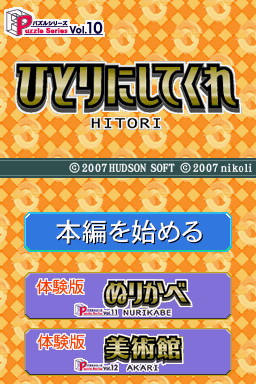 パズルシリーズ
Puzzle Series Vol.10
ひとりにしてくれ
HITORI
©2007 HUDSON SOFT ©2007 nikoli
本編を始める
体験版
ぬりかべ
Puzzle Series Vol.11 NURIKABE
体験版
美術館
Puzzle Series Vol.12 AKARI